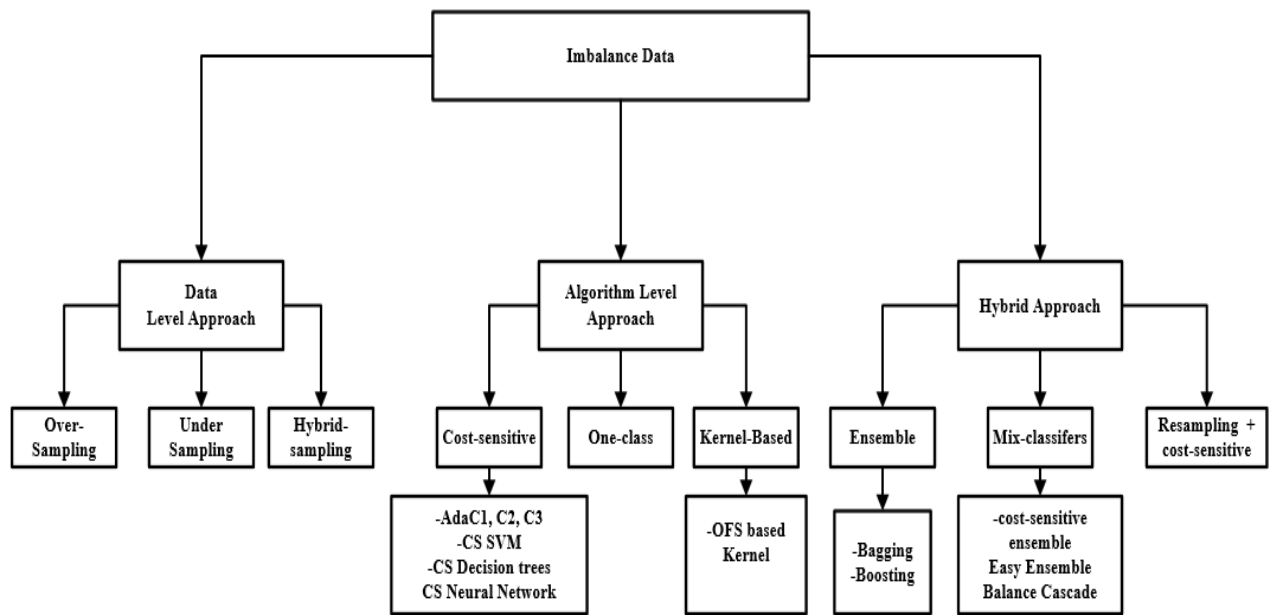 Imbalance Data
Data
Level Approach
Algorithm Level
Approach
Hybrid Approach
Over-
Sampling
Under
Sampling
Hybrid-
sampling
Cost-sensitive
One-class
Kernel-Based
Ensemble
Mix-classifers
Resampling +
cost-sensitive
-AdaC1, C2, C3
-CS SVM
-CS Decision trees
CS Neural Network
-OFS based
Kernel
-Bagging
-Boosting
-cost-sensitive
ensemble
Easy Ensemble
Balance Cascade